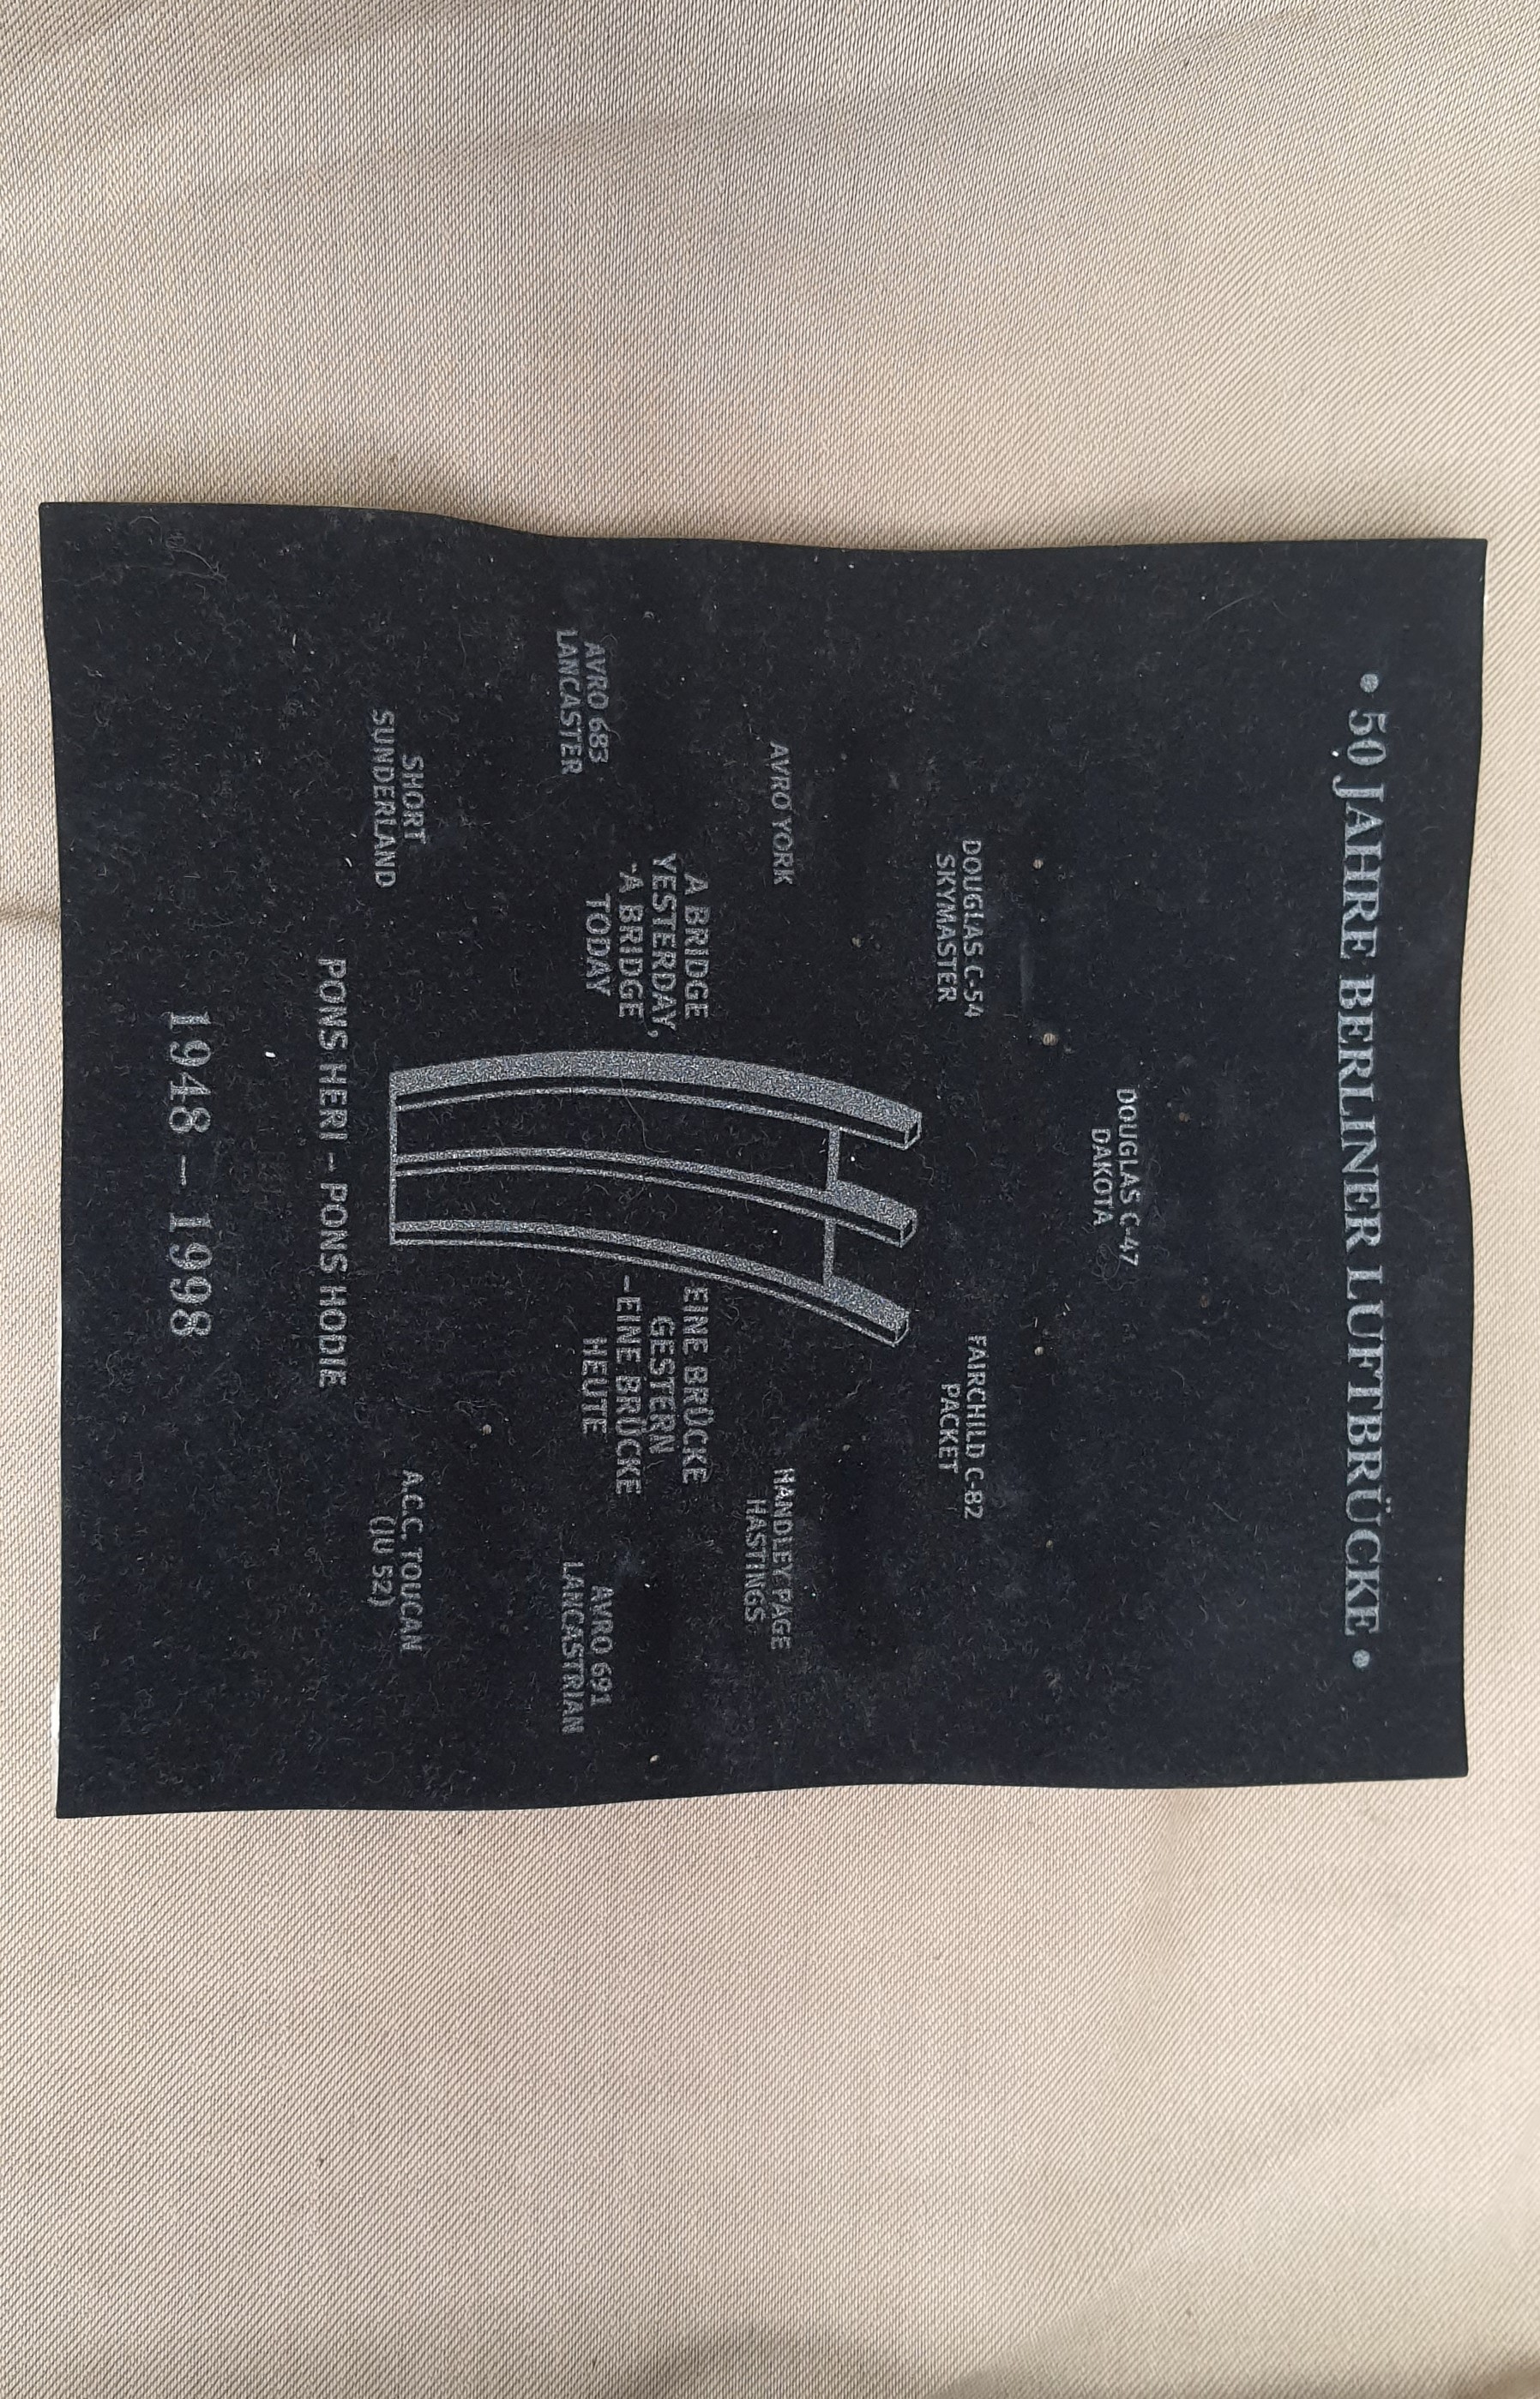 • 50 JAHRE BERLINER LUFTBRÜCKE •
DOUGLAS C-47
DAKOTA
DOUGLAS C-54
SKYMASTER
FAIRCHILD C-82
PACKET
AVRO YORK
HANDLEY PAGE
HASTINGS
A BRIDGE
YESTERDAY,
-A BRIDGE
TODAY
EINE BRÜCKE
GESTERN
-EINE BRÜCKE
HEUTE
AVRO 683
LANCASTER
AVRO 691
LANCASTRIAN
SHORT
SUNDERLAND
A.C.C. TOUCAN
(JU 52)
PONS HERI – PONS HODIE
1948 – 1998